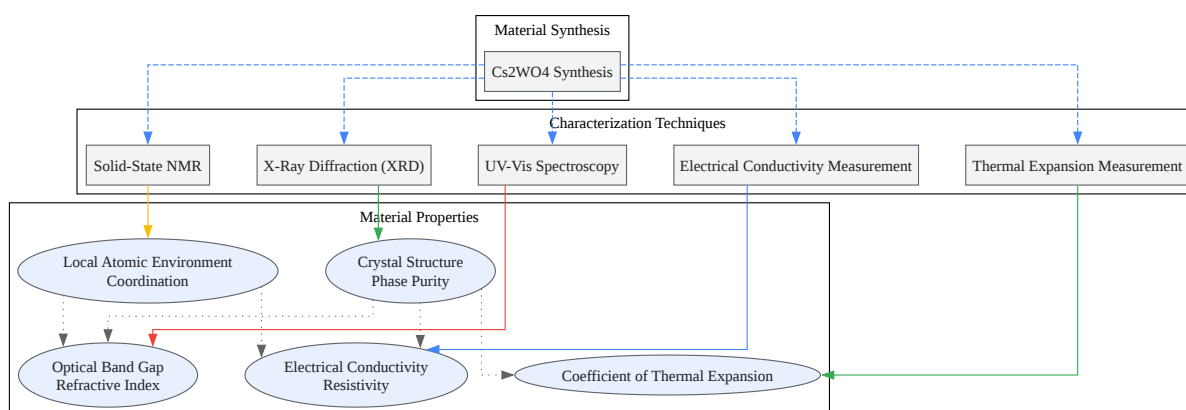 Material Synthesis
Cs2WO4 Synthesis
Characterization Techniques
Solid-State NMR
X-Ray Diffraction (XRD)
UV-Vis Spectroscopy
Electrical Conductivity Measurement
Thermal Expansion Measurement
Material Properties
Local Atomic Environment
Coordination
Crystal Structure
Phase Purity
Optical Band Gap
Refractive Index
Electrical Conductivity
Resistivity
Coefficient of Thermal Expansion